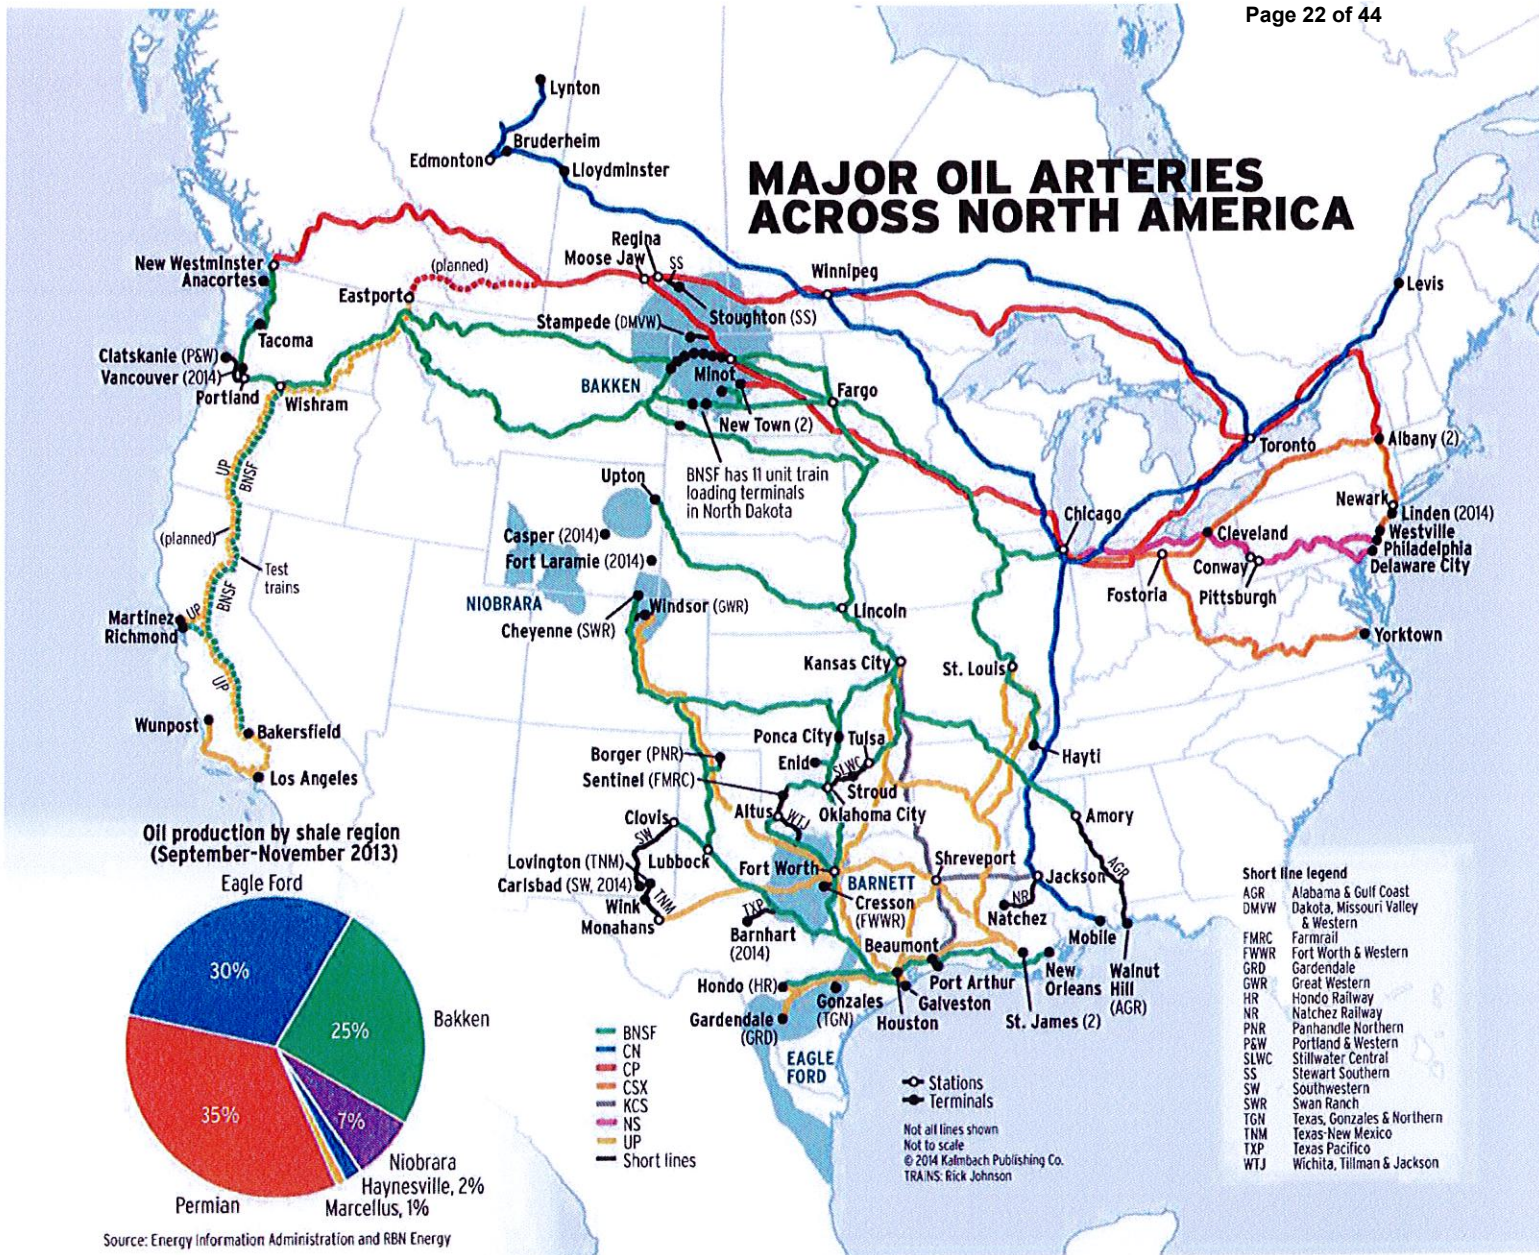 Page 22 of 44
MAJOR OIL ARTERIES
ACROSS NORTH AMERICA
Lynton
Bruderheim
Edmonton
Lloydminster
Regina
Moose Jaw
SS
Winnipeg
New Westminster
Anacortes
(planned)
Eastport
Levis
Stoughton (SS)
Stampede (DMVW)
Tacoma
Clatskanie (P&W)
Vancouver (2014)
Portland
Wishram
BAKKEN
Minot
Fargo
New Town (2)
Toronto
Albany (2)
BNSF has 11 unit train
loading terminals
in North Dakota
UP
BNSF
Upton
Newark
Linden (2014)
Chicago
Westville
Philadelphia
Delaware City
Cleveland
Conway
Pittsburgh
Fostoria
Casper (2014)
(planned)
Fort Laramie (2014)
Test
trains
BNSF
NIOBRARA
Windsor (GWR)
Lincoln
Cheyenne (SWR)
UP
Martinez
Richmond
Yorktown
Kansas City
St. Louis
UP
Wunpost
Bakersfield
Ponca City
Tulsa
Hayti
Borger (PNR)
Enid
Los Angeles
Sentinel (FMRC)
SLWC
Stroud
Altus
WTJ
Oklahoma City
Clovis
Amory
SW
Lubbock
Lovington (TNM)
Fort Worth
Shreveport
AGR
Carlsbad (SW, 2014)
BARNETT
Jackson
Wink
TNM
Cresson
(FWWR)
NR
Natchez
Monahans
TXP
Barnhart
(2014)
Beaumont
Mobile
Hondo (HR)
Gonzales
(TGN)
Port Arthur
Galveston
New
Orleans
Walnut
Hill
(AGR)
Gardendale
(GRD)
Houston
St. James (2)
EAGLE
FORD
Oil production by shale region
(September-November 2013)
Eagle Ford
30%
Bakken
25%
35%
7%
Niobrara
Haynesville, 2%
Marcellus, 1%
Permian
Source: Energy Information Administration and RBN Energy
BNSF
CN
CP
CSX
KCS
NS
UP
Short lines
Stations
Terminals
Not all lines shown
Not to scale
© 2014 Kalmbach Publishing Co.
TRAINS: Rick Johnson
Short line legend
AGR Alabama & Gulf Coast
DMVW Dakota, Missouri Valley
& Western
FMRC Farmrail
FWWR Fort Worth & Western
GRD Gardendale
GWR Great Western
HR Hondo Railway
NR Natchez Railway
PNR Panhandle Northern
P&W Portland & Western
SLWC Stillwater Central
SS Stewart Southern
SW Southwestern
SWR Swan Ranch
TGN Texas, Gonzales & Northern
TNM Texas-New Mexico
TXP Texas Pacifico
WTJ Wichita, Tillman & Jackson